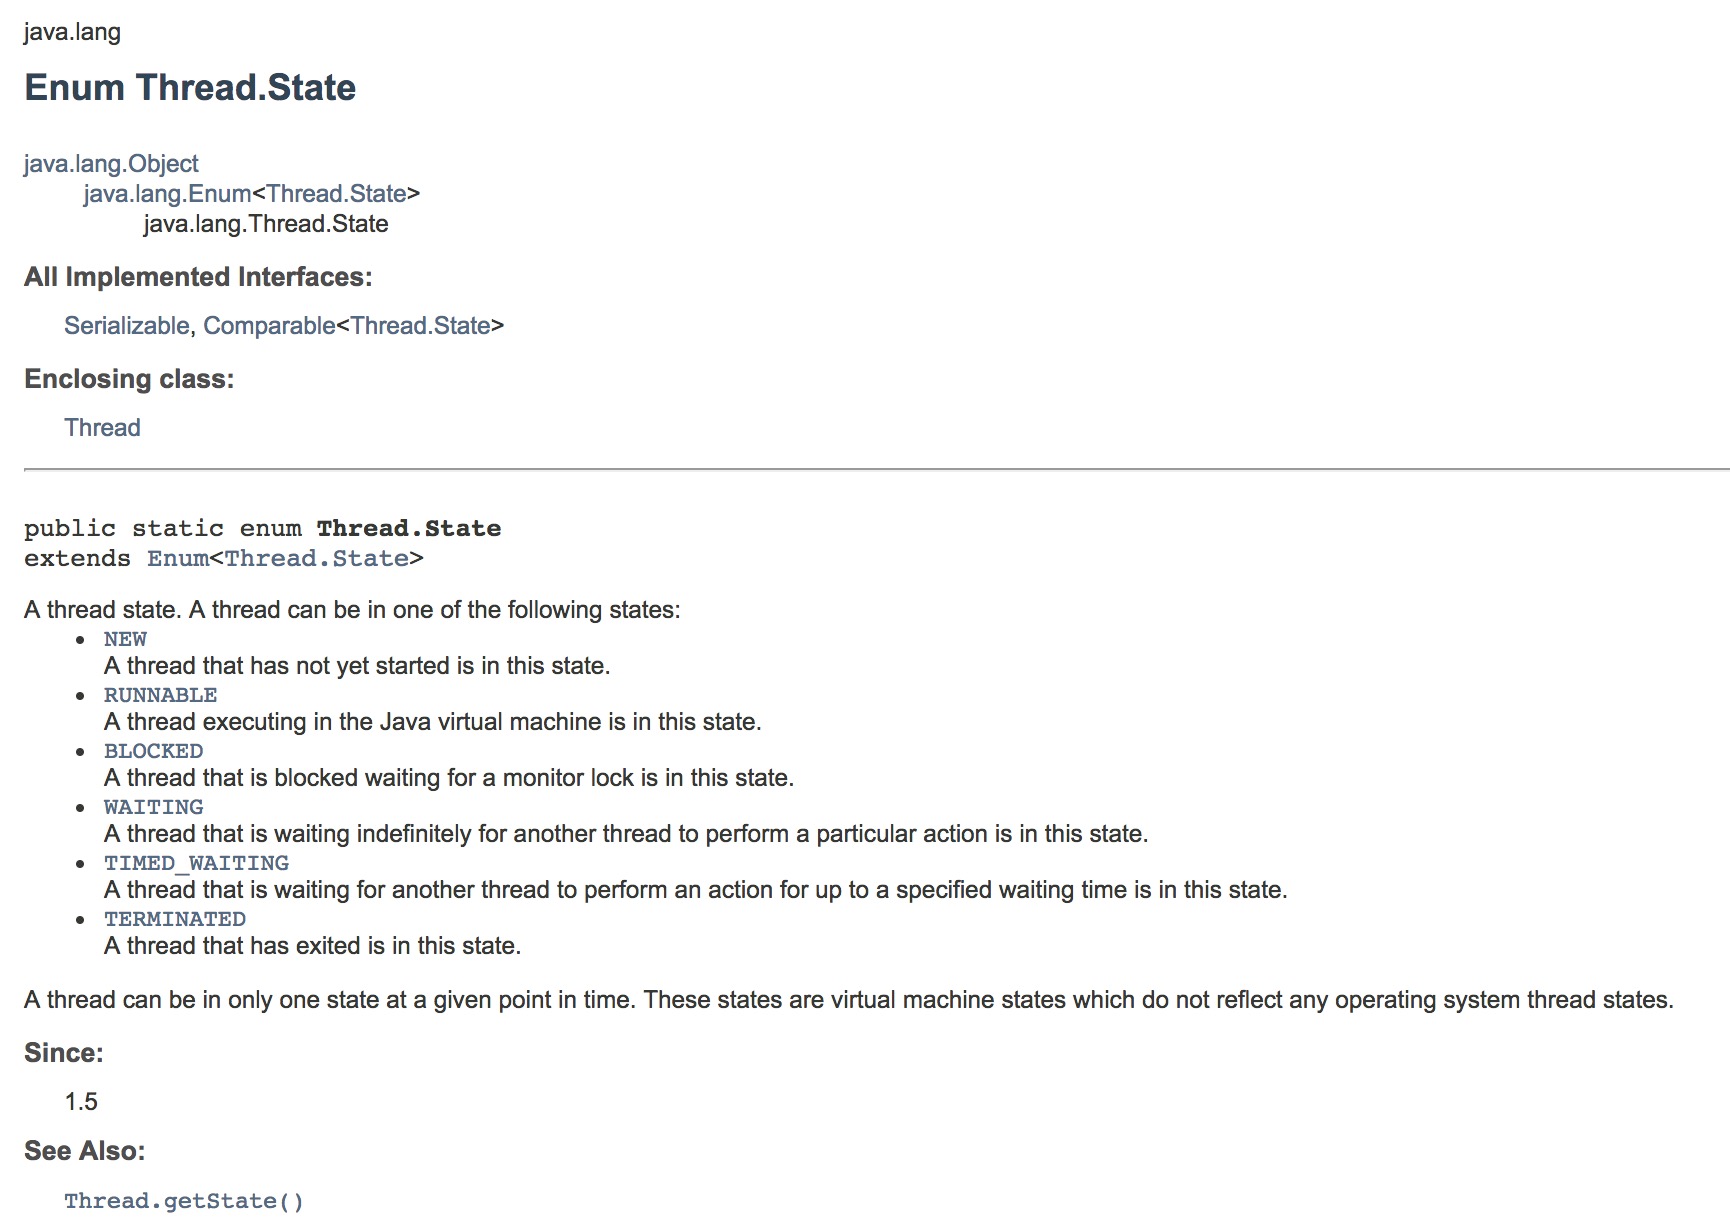 java.lang
Enum Thread.State
java.lang.Object
java.lang.Enum<Thread.State>
java.lang.Thread.State
All Implemented Interfaces:
Serializable, Comparable<Thread.State>
Enclosing class:
Thread
public static enum Thread.State
extends Enum<Thread.State>
A thread state. A thread can be in one of the following states:
• NEW
A thread that has not yet started is in this state.
• RUNNABLE
A thread executing in the Java virtual machine is in this state.
• BLOCKED
A thread that is blocked waiting for a monitor lock is in this state.
• WAITING
A thread that is waiting indefinitely for another thread to perform a particular action is in this state.
• TIMED_WAITING
A thread that is waiting for another thread to perform an action for up to a specified waiting time is in this state.
• TERMINATED
A thread that has exited is in this state.
A thread can be in only one state at a given point in time. These states are virtual machine states which do not reflect any operating system thread states.
Since:
1.5
See Also:
Thread.getState()